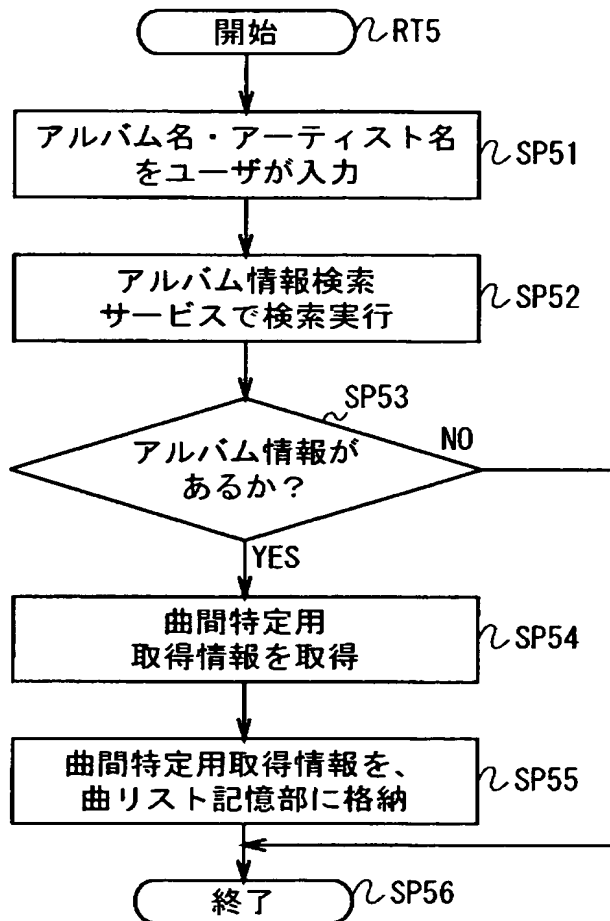 開始 RT5
アルバム名・アーティスト名
をユーザが入力 SP51
アルバム情報検索
サービスで検索実行 SP52
SP53
アルバム情報が
あるか？
NO
YES
曲間特定用
取得情報を取得 SP54
曲間特定用取得情報を、
曲リスト記憶部に格納 SP55
終了 SP56